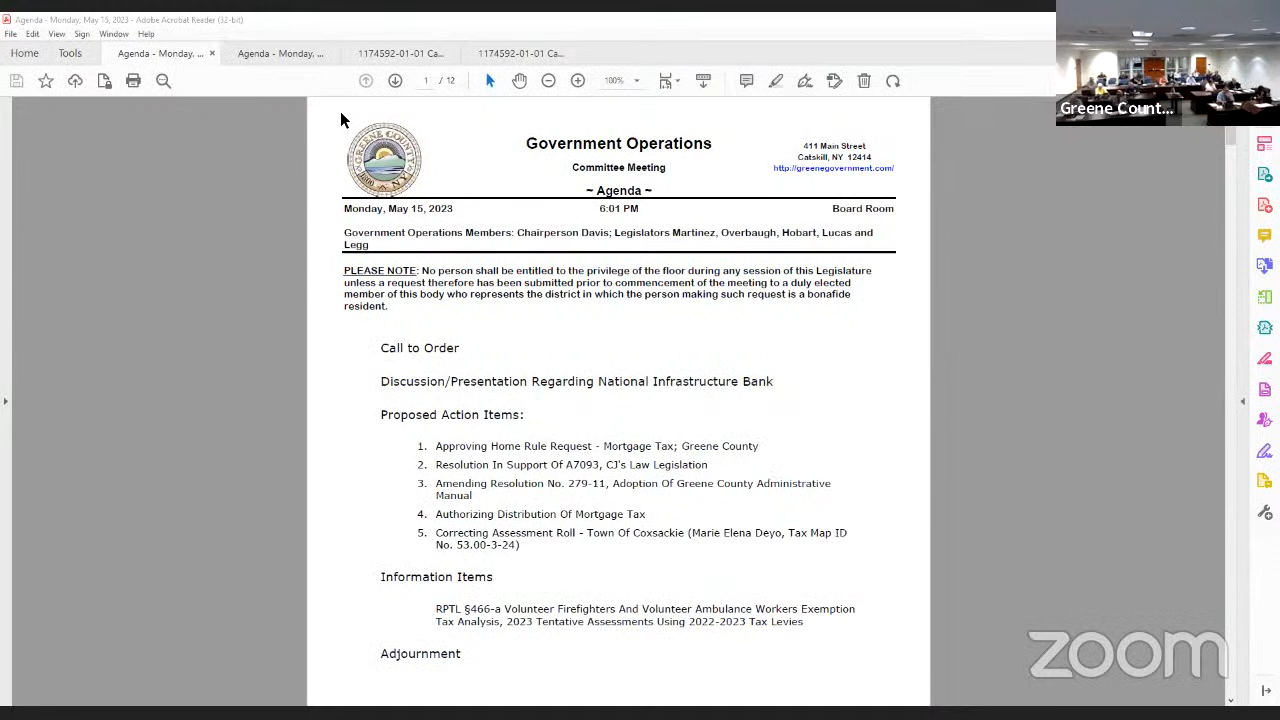 Agenda - Monday, May 15, 2023 - Adobe Acrobat Reader (32-bit)
File Edit View Sign Window Help
Home Tools Agenda - Monday, ... × Agenda - Monday, ... 1174592-01-01 Ca... 1174592-01-01 Ca...
1 / 12 100%
Greene Count...
GREENE COUNTY
1800 N.Y.
Government Operations
Committee Meeting
~ Agenda ~
411 Main Street
Catskill, NY 12414
http://greenegovernment.com/
Monday, May 15, 2023 6:01 PM Board Room
Government Operations Members: Chairperson Davis; Legislators Martinez, Overbaugh, Hobart, Lucas and
Legg
PLEASE NOTE: No person shall be entitled to the privilege of the floor during any session of this Legislature
unless a request therefore has been submitted prior to commencement of the meeting to a duly elected
member of this body who represents the district in which the person making such request is a bonafide
resident.
Call to Order
Discussion/Presentation Regarding National Infrastructure Bank
Proposed Action Items:
1. Approving Home Rule Request - Mortgage Tax; Greene County
2. Resolution In Support Of A7093, CJ's Law Legislation
3. Amending Resolution No. 279-11, Adoption Of Greene County Administrative
Manual
4. Authorizing Distribution Of Mortgage Tax
5. Correcting Assessment Roll - Town Of Coxsackie (Marie Elena Deyo, Tax Map ID
No. 53.00-3-24)
Information Items
RPTL §466-a Volunteer Firefighters And Volunteer Ambulance Workers Exemption
Tax Analysis, 2023 Tentative Assessments Using 2022-2023 Tax Levies
Adjournment
zoom